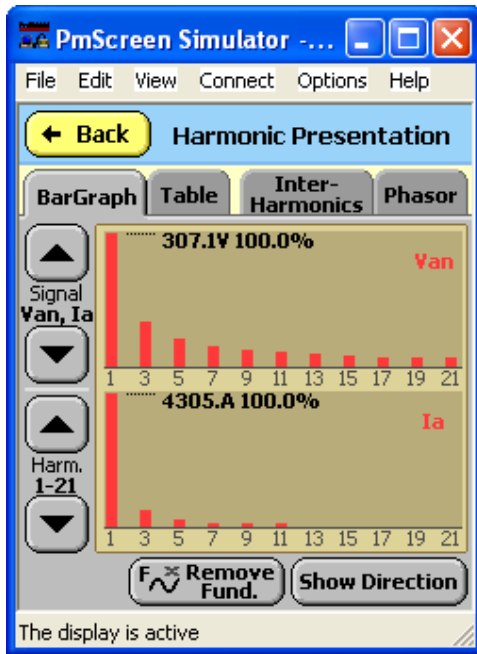 PmScreen Simulator -...
File Edit View Connect Options Help
Back
Harmonic Presentation
BarGraph
Table
Inter-
Harmonics
Phasor
Signal
Van, Ia
Harm.
1-21
307.1V 100.0%
Van
1 3 5 7 9 11 13 15 17 19 21
4305.A 100.0%
Ia
1 3 5 7 9 11 13 15 17 19 21
F Remove
Fund.
Show Direction
The display is active